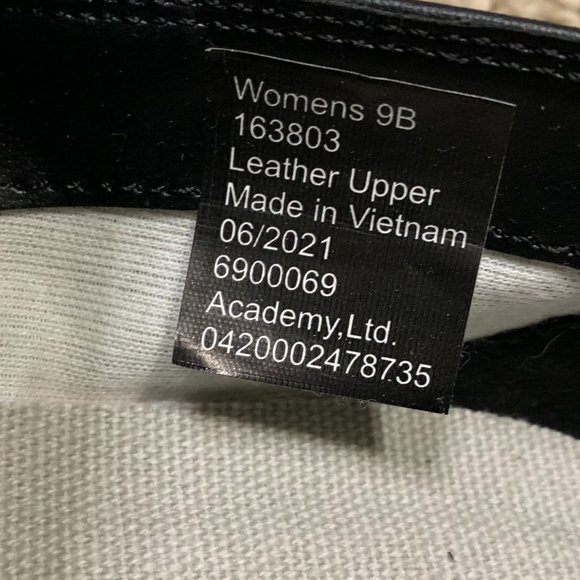 Womens 9B
163803
Leather Upper
Made in Vietnam
06/2021
6900069
Academy,Ltd.
0420002478735